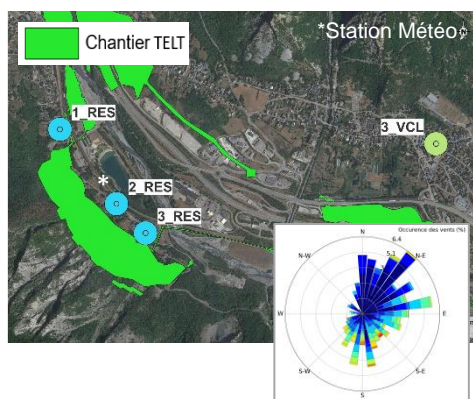 Chantier TELT
*Station Météo
1_RES
3_VCL
*
2_RES
3_RES
Occurence des vents (%)
N
6.4
5.1
N-W
N-E
W
E
S-W
S-E
S